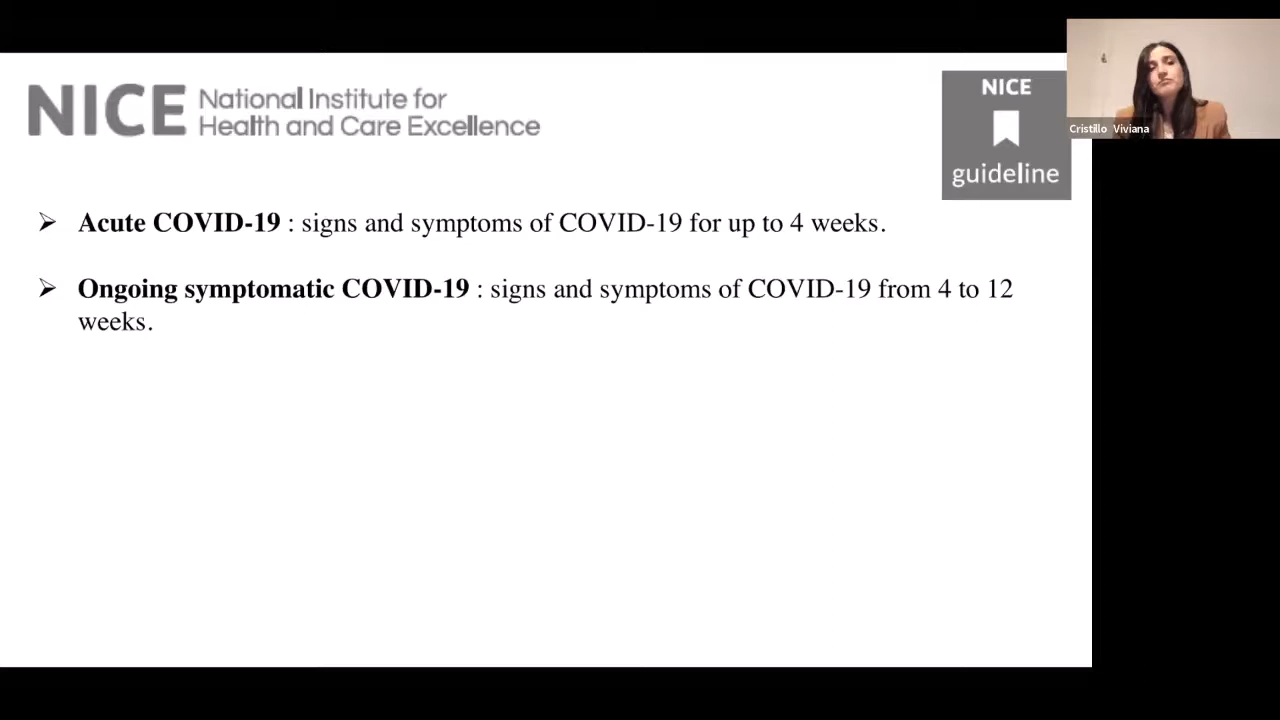 NICE National Institute for
Health and Care Excellence
NICE
guideline
Cristillo Viviana
➢ Acute COVID-19 : signs and symptoms of COVID-19 for up to 4 weeks.
➢ Ongoing symptomatic COVID-19 : signs and symptoms of COVID-19 from 4 to 12
weeks.